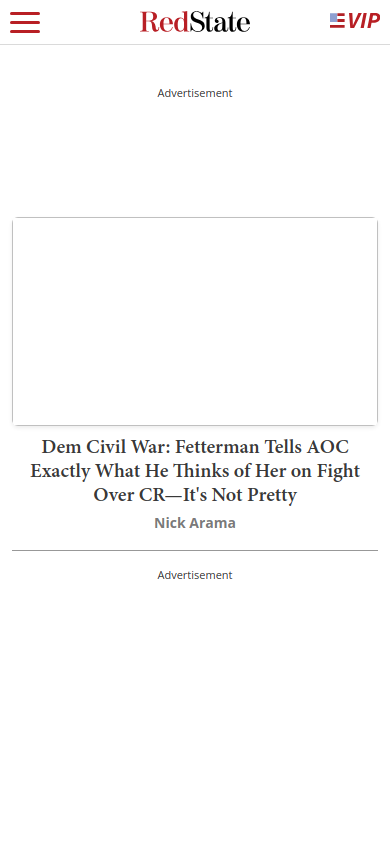 RedState
VIP
Advertisement
Dem Civil War: Fetterman Tells AOC
Exactly What He Thinks of Her on Fight
Over CR—It's Not Pretty
Nick Arama
Advertisement